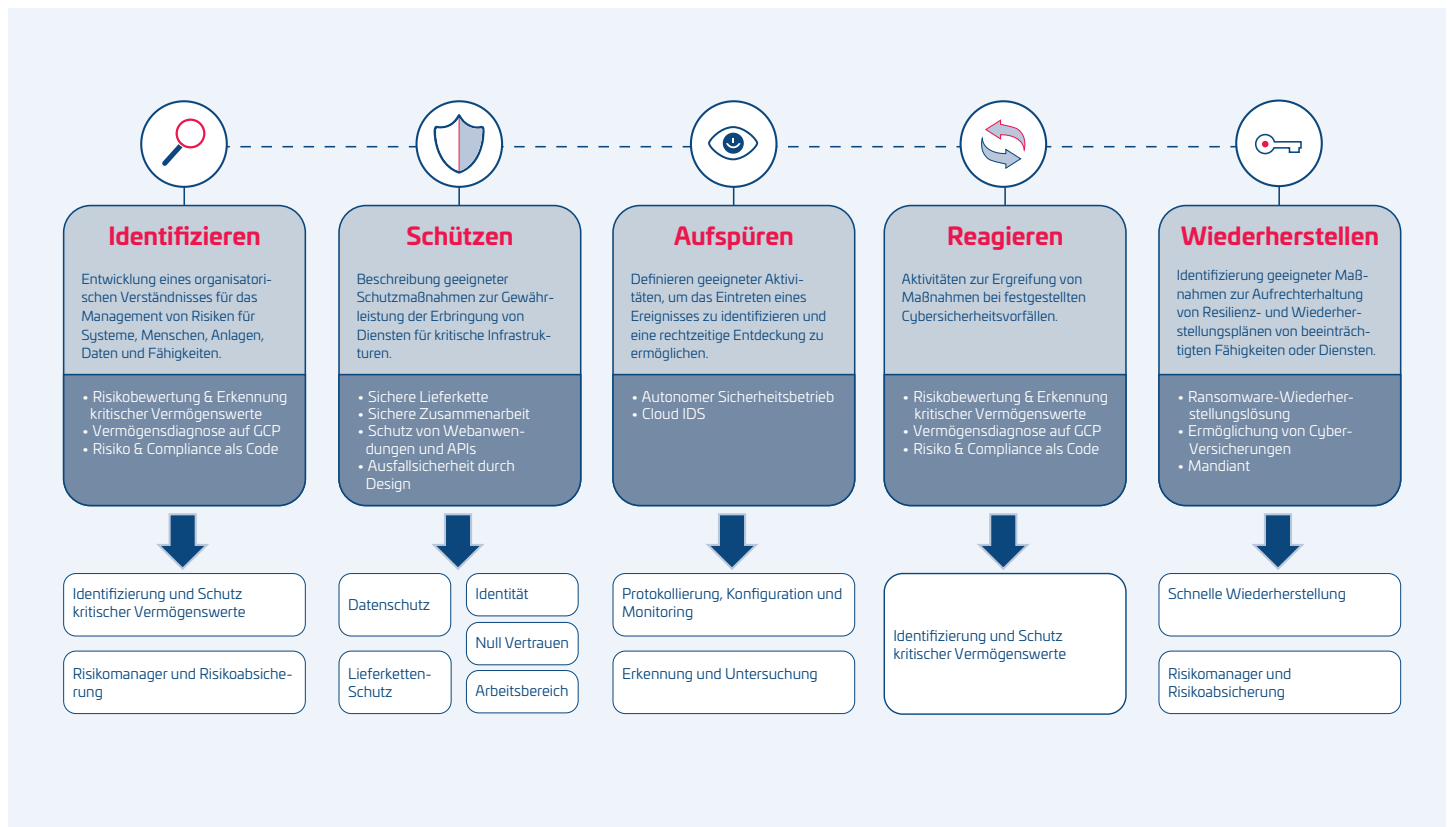 Identifizieren
Entwicklung eines organisatori-
schen Verständnisses für das
Management von Risiken für
Systeme, Menschen, Anlagen,
Daten und Fähigkeiten.
• Risikobewertung & Erkennung
kritischer Vermögenswerte
• Vermögensdiagnose auf GCP
• Risiko & Compliance als Code
Identifizierung und Schutz
kritischer Vermögenswerte
Risikomanager und Risikoabsiche-
rung
Schützen
Beschreibung geeigneter
Schutzmaßnahmen zur Gewähr-
leistung der Erbringung von
Diensten für kritische Infrastruk-
turen.
• Sichere Lieferkette
• Sichere Zusammenarbeit
• Schutz von Webanwen-
dungen und APIs
• Ausfallsicherheit durch
Design
Datenschutz
Lieferketten-
Schutz
Identität
Null Vertrauen
Arbeitsbereich
Aufspüren
Definieren geeigneter Aktivi-
täten, um das Eintreten eines
Ereignisses zu identifizieren und
eine rechtzeitige Entdeckung zu
ermöglichen.
• Autonomer Sicherheitsbetrieb
• Cloud IDS
Protokollierung, Konfiguration und
Monitoring
Erkennung und Untersuchung
Reagieren
Aktivitäten zur Ergreifung von
Maßnahmen bei festgestellten
Cybersicherheitsvorfällen.
• Risikobewertung & Erkennung
kritischer Vermögenswerte
• Vermögensdiagnose auf GCP
• Risiko & Compliance als Code
Identifizierung und Schutz
kritischer Vermögenswerte
Wiederherstellen
Identifizierung geeigneter Maß-
nahmen zur Aufrechterhaltung
von Resilienz- und Wiederher-
stellungsplänen von beeinträch-
tigten Fähigkeiten oder Diensten.
• Ransomware-Wiederher-
stellungslösung
• Ermöglichung von Cyber-
Versicherungen
• Mandiant
Schnelle Wiederherstellung
Risikomanager und
Risikoabsicherung